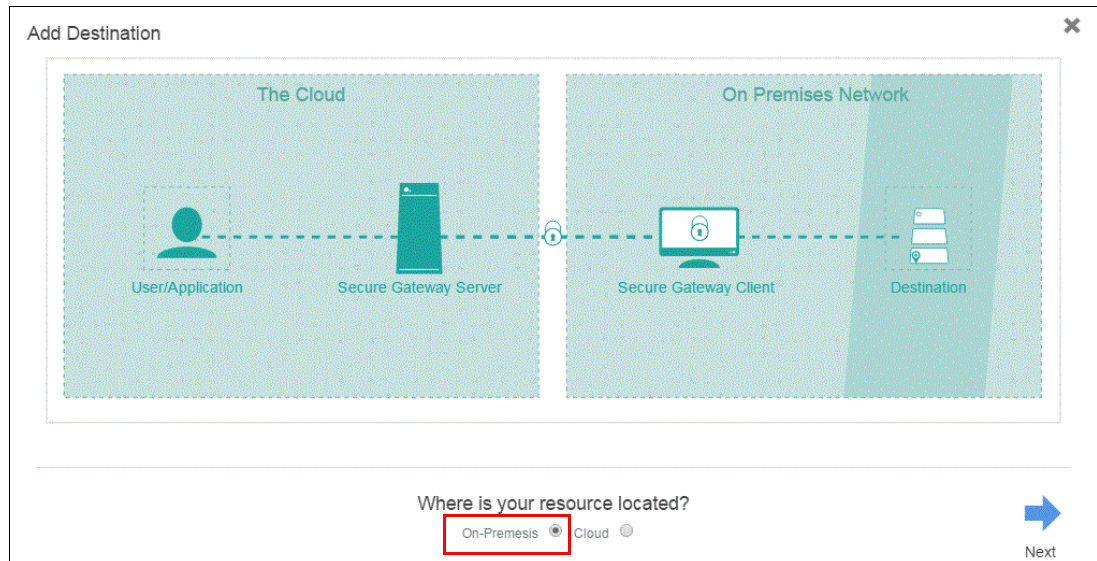 Add Destination
The Cloud
On Premises Network
User/Application
Secure Gateway Server
Secure Gateway Client
Destination
Where is your resource located?
On-Premesis
Cloud
Next